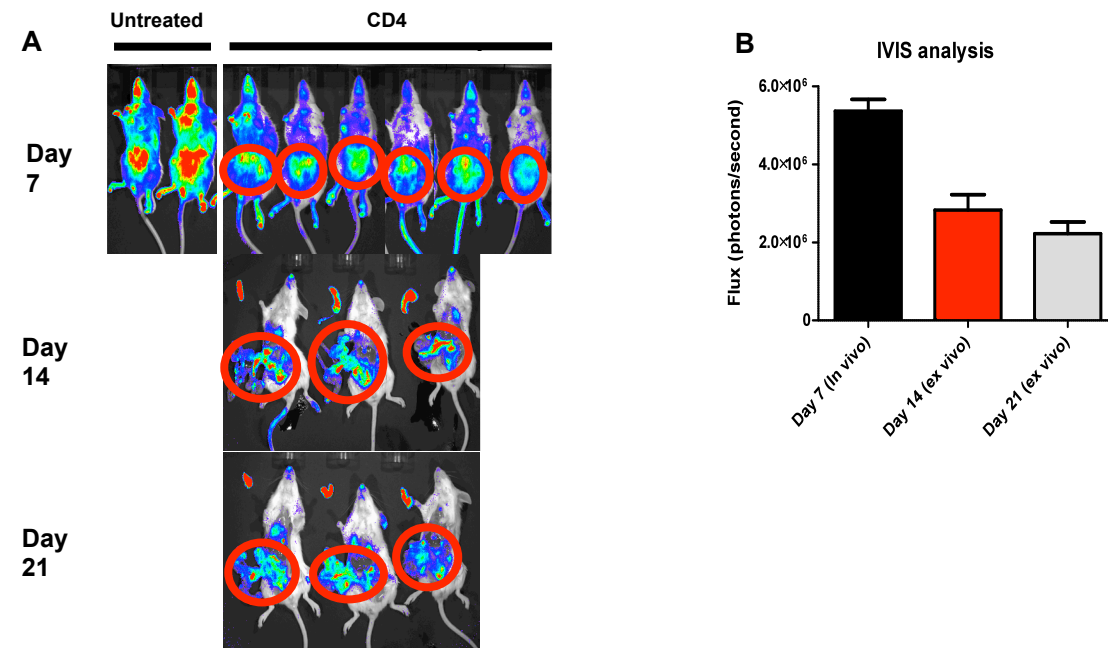 Untreated
CD4
A
Day
7
Day
14
Day
21
B
IVIS analysis
Flux (photons/second)
6.0×10⁶
4.0×10⁶
2.0×10⁶
0
Day 7 (In vivo)
Day 14 (ex vivo)
Day 21 (ex vivo)